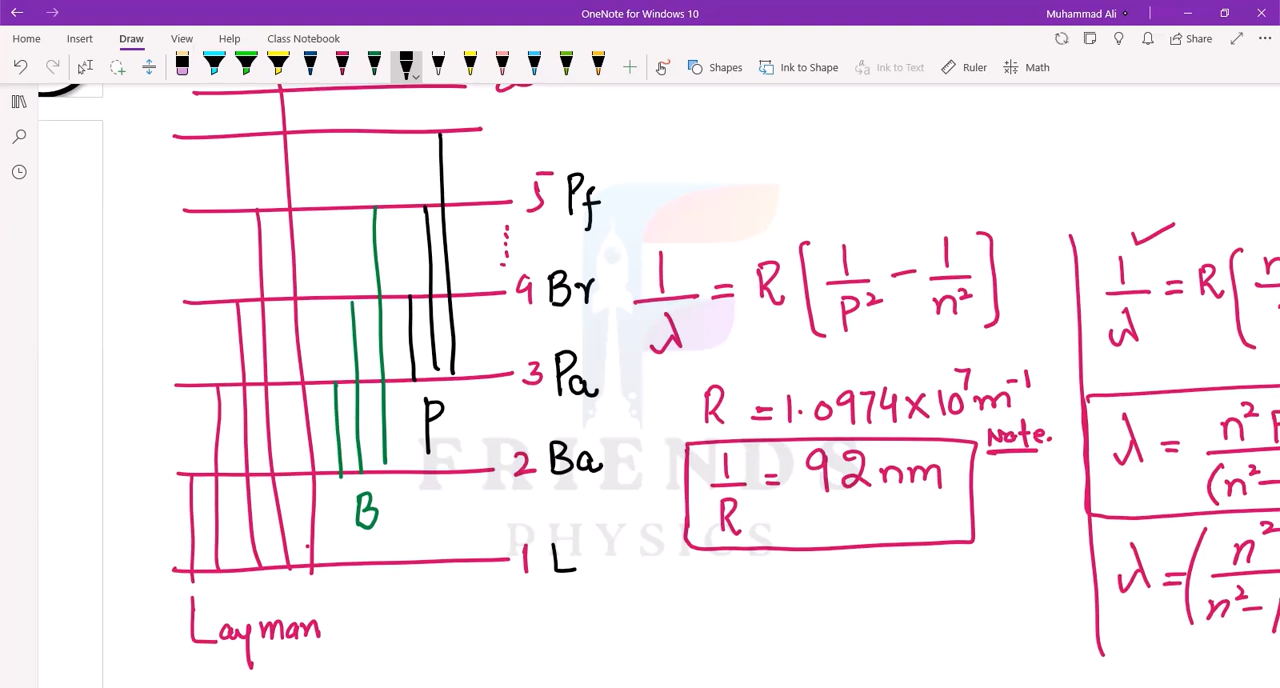 OneNote for Windows 10
Muhammad Ali
Home Insert Draw View Help Class Notebook
Share
Shapes Ink to Shape Ink to Text Ruler Math
5 Pf
4 Br
3 Pa
P
2 Ba
B
1 L
Layman
1/λ = R [1/P² − 1/n²]
R = 1.0974 × 10⁷ m⁻¹
Note.
1/R = 92 nm
FRIENDS
PHYSICS
1/λ = R(
λ =
λ =